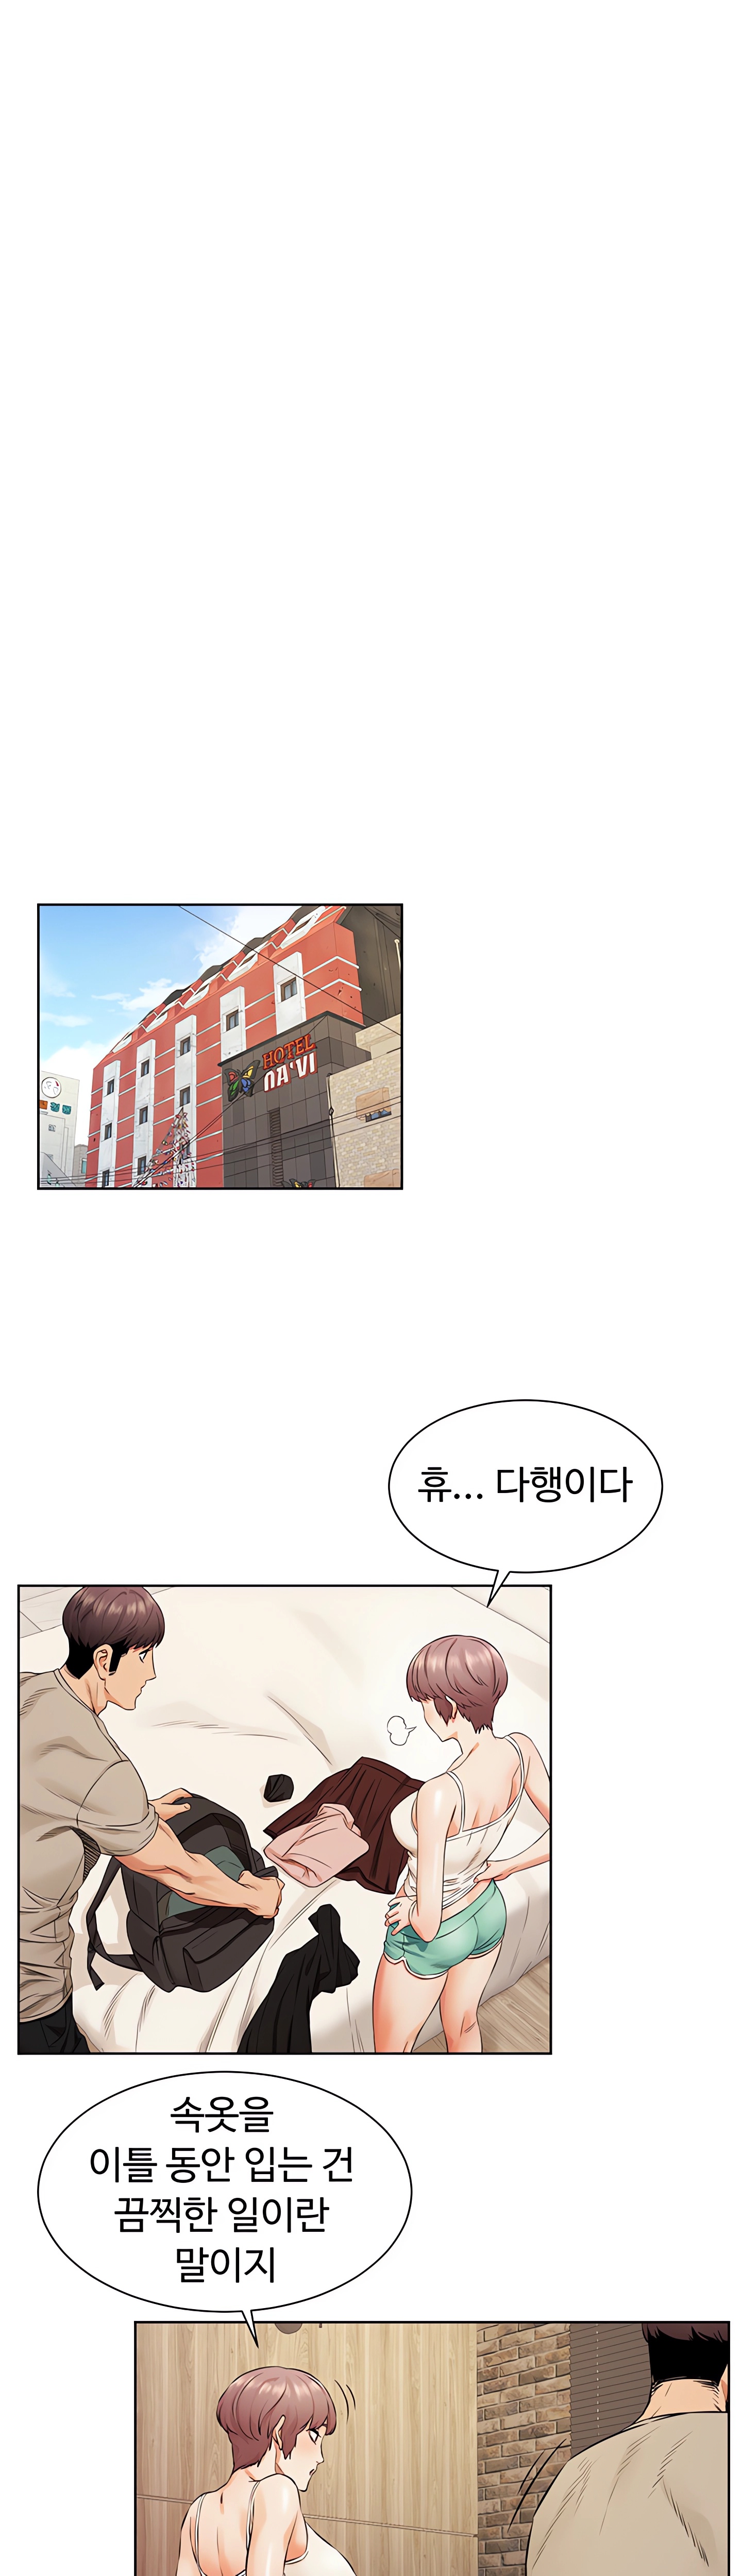 HOTEL
NA'VI
휴... 다행이다
속옷을
이틀 동안 입는 건
끔찍한 일이란
말이지